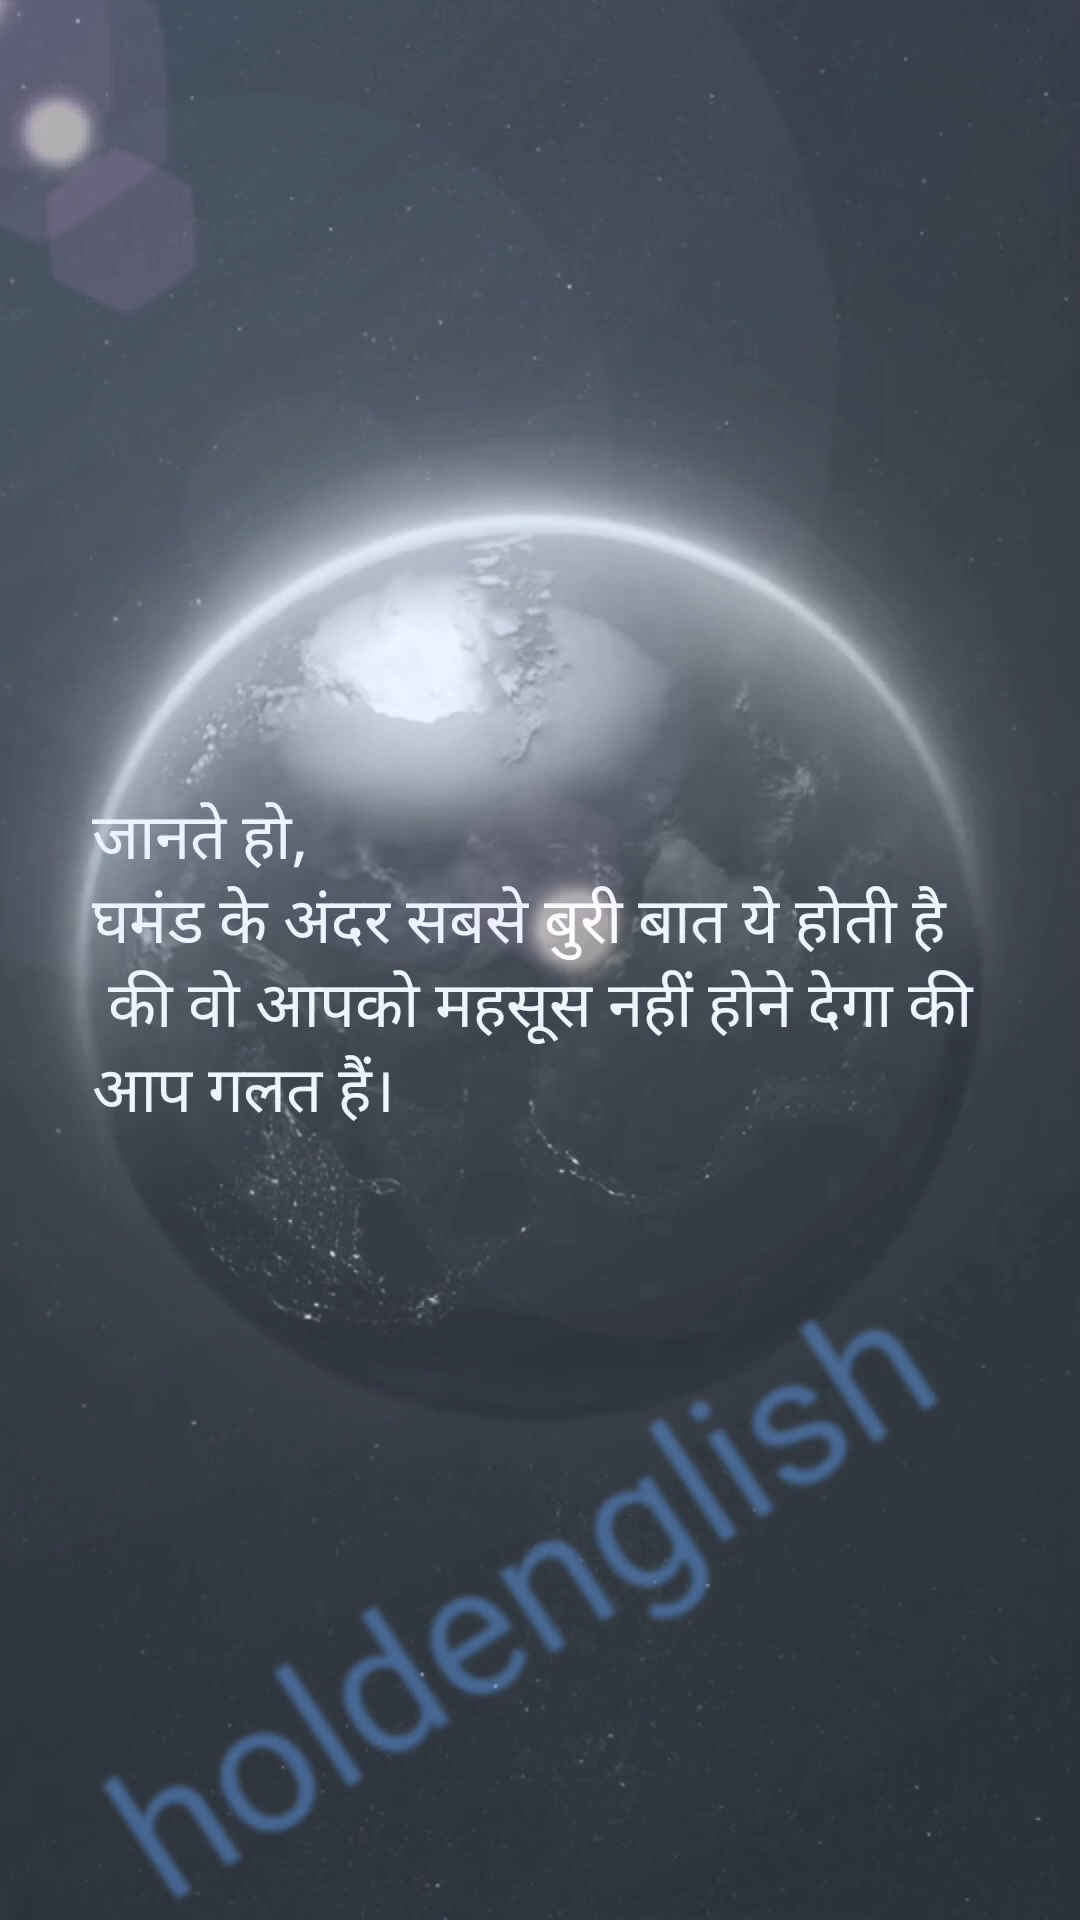 जानते हो,
घमंड के अंदर सबसे बुरी बात ये होती है
की वो आपको महसूस नहीं होने देगा की
आप गलत हैं।
holdenglish